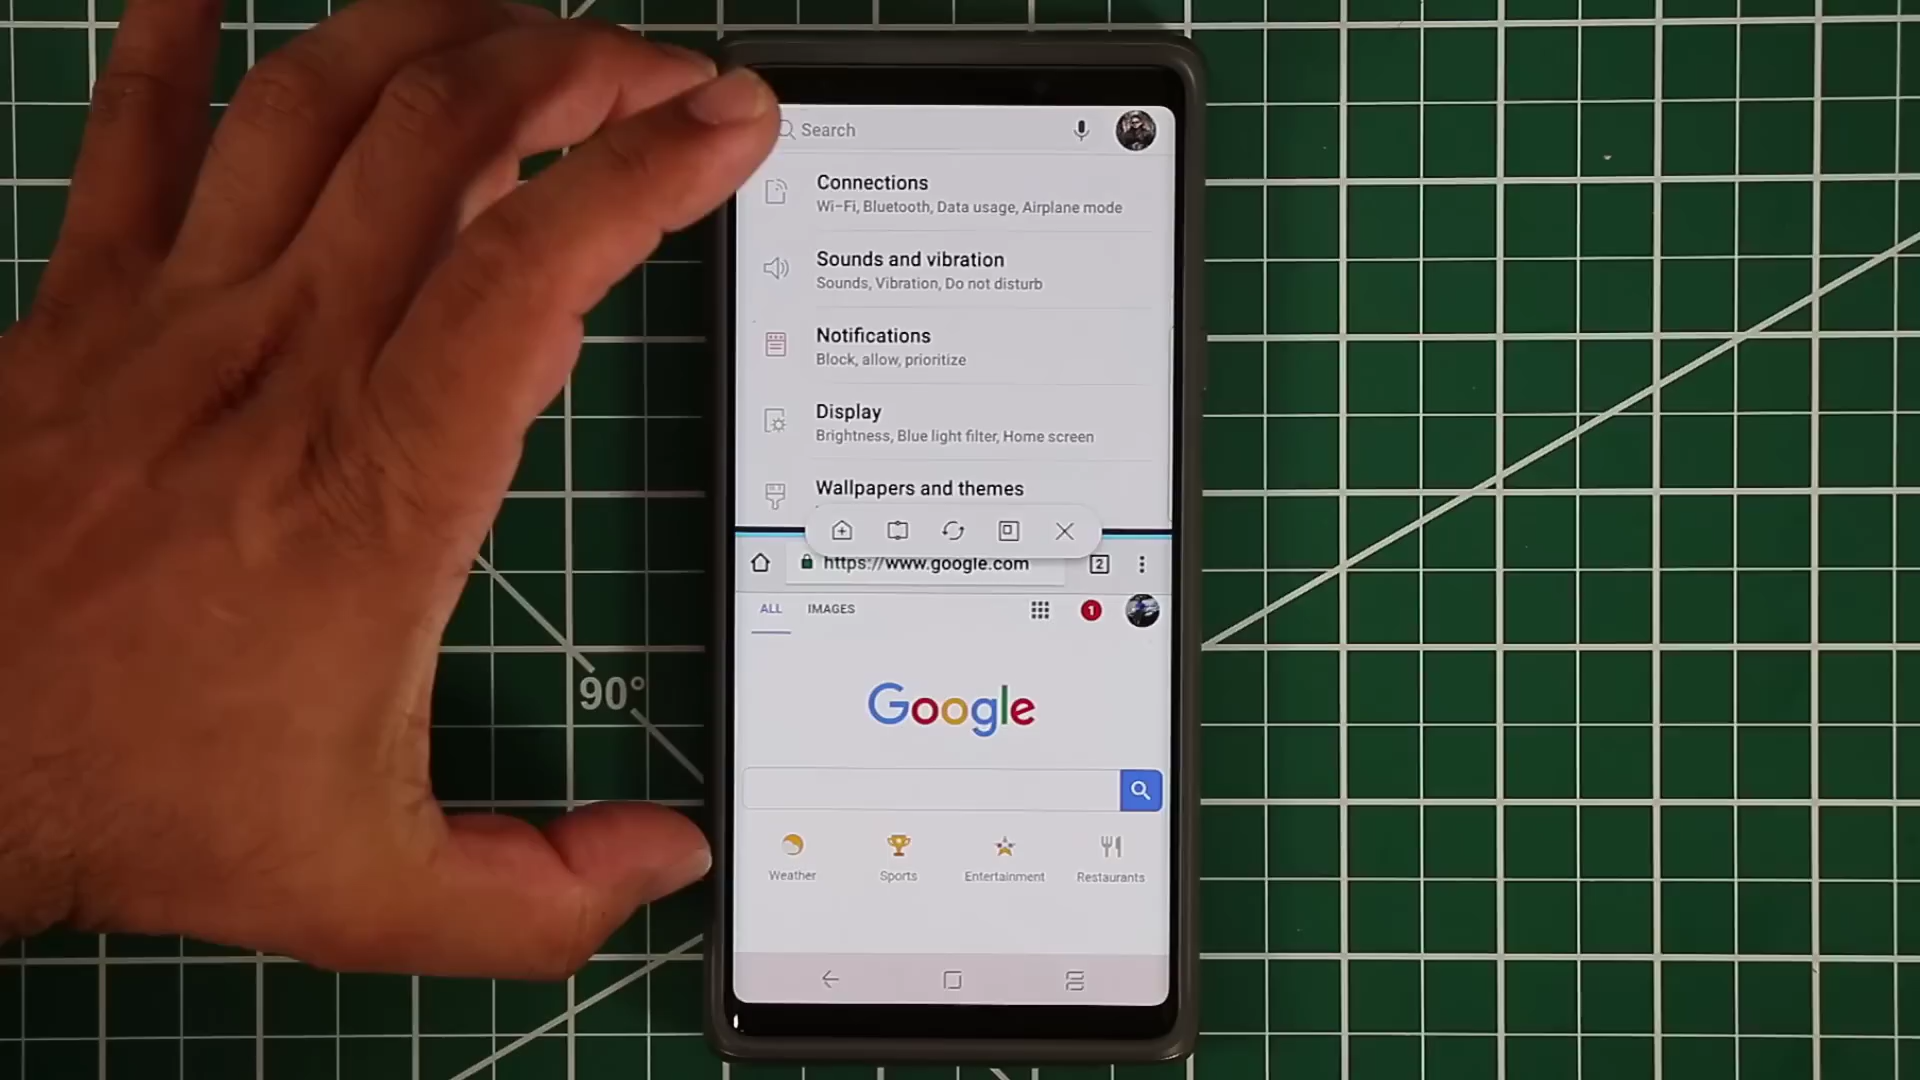 Search
Connections
Wi-Fi, Bluetooth, Data usage, Airplane mode
Sounds and vibration
Sounds, Vibration, Do not disturb
Notifications
Block, allow, prioritize
Display
Brightness, Blue light filter, Home screen
Wallpapers and themes
https://www.google.com
2
ALL IMAGES
1
Google
Weather Sports Entertainment Restaurants
90°